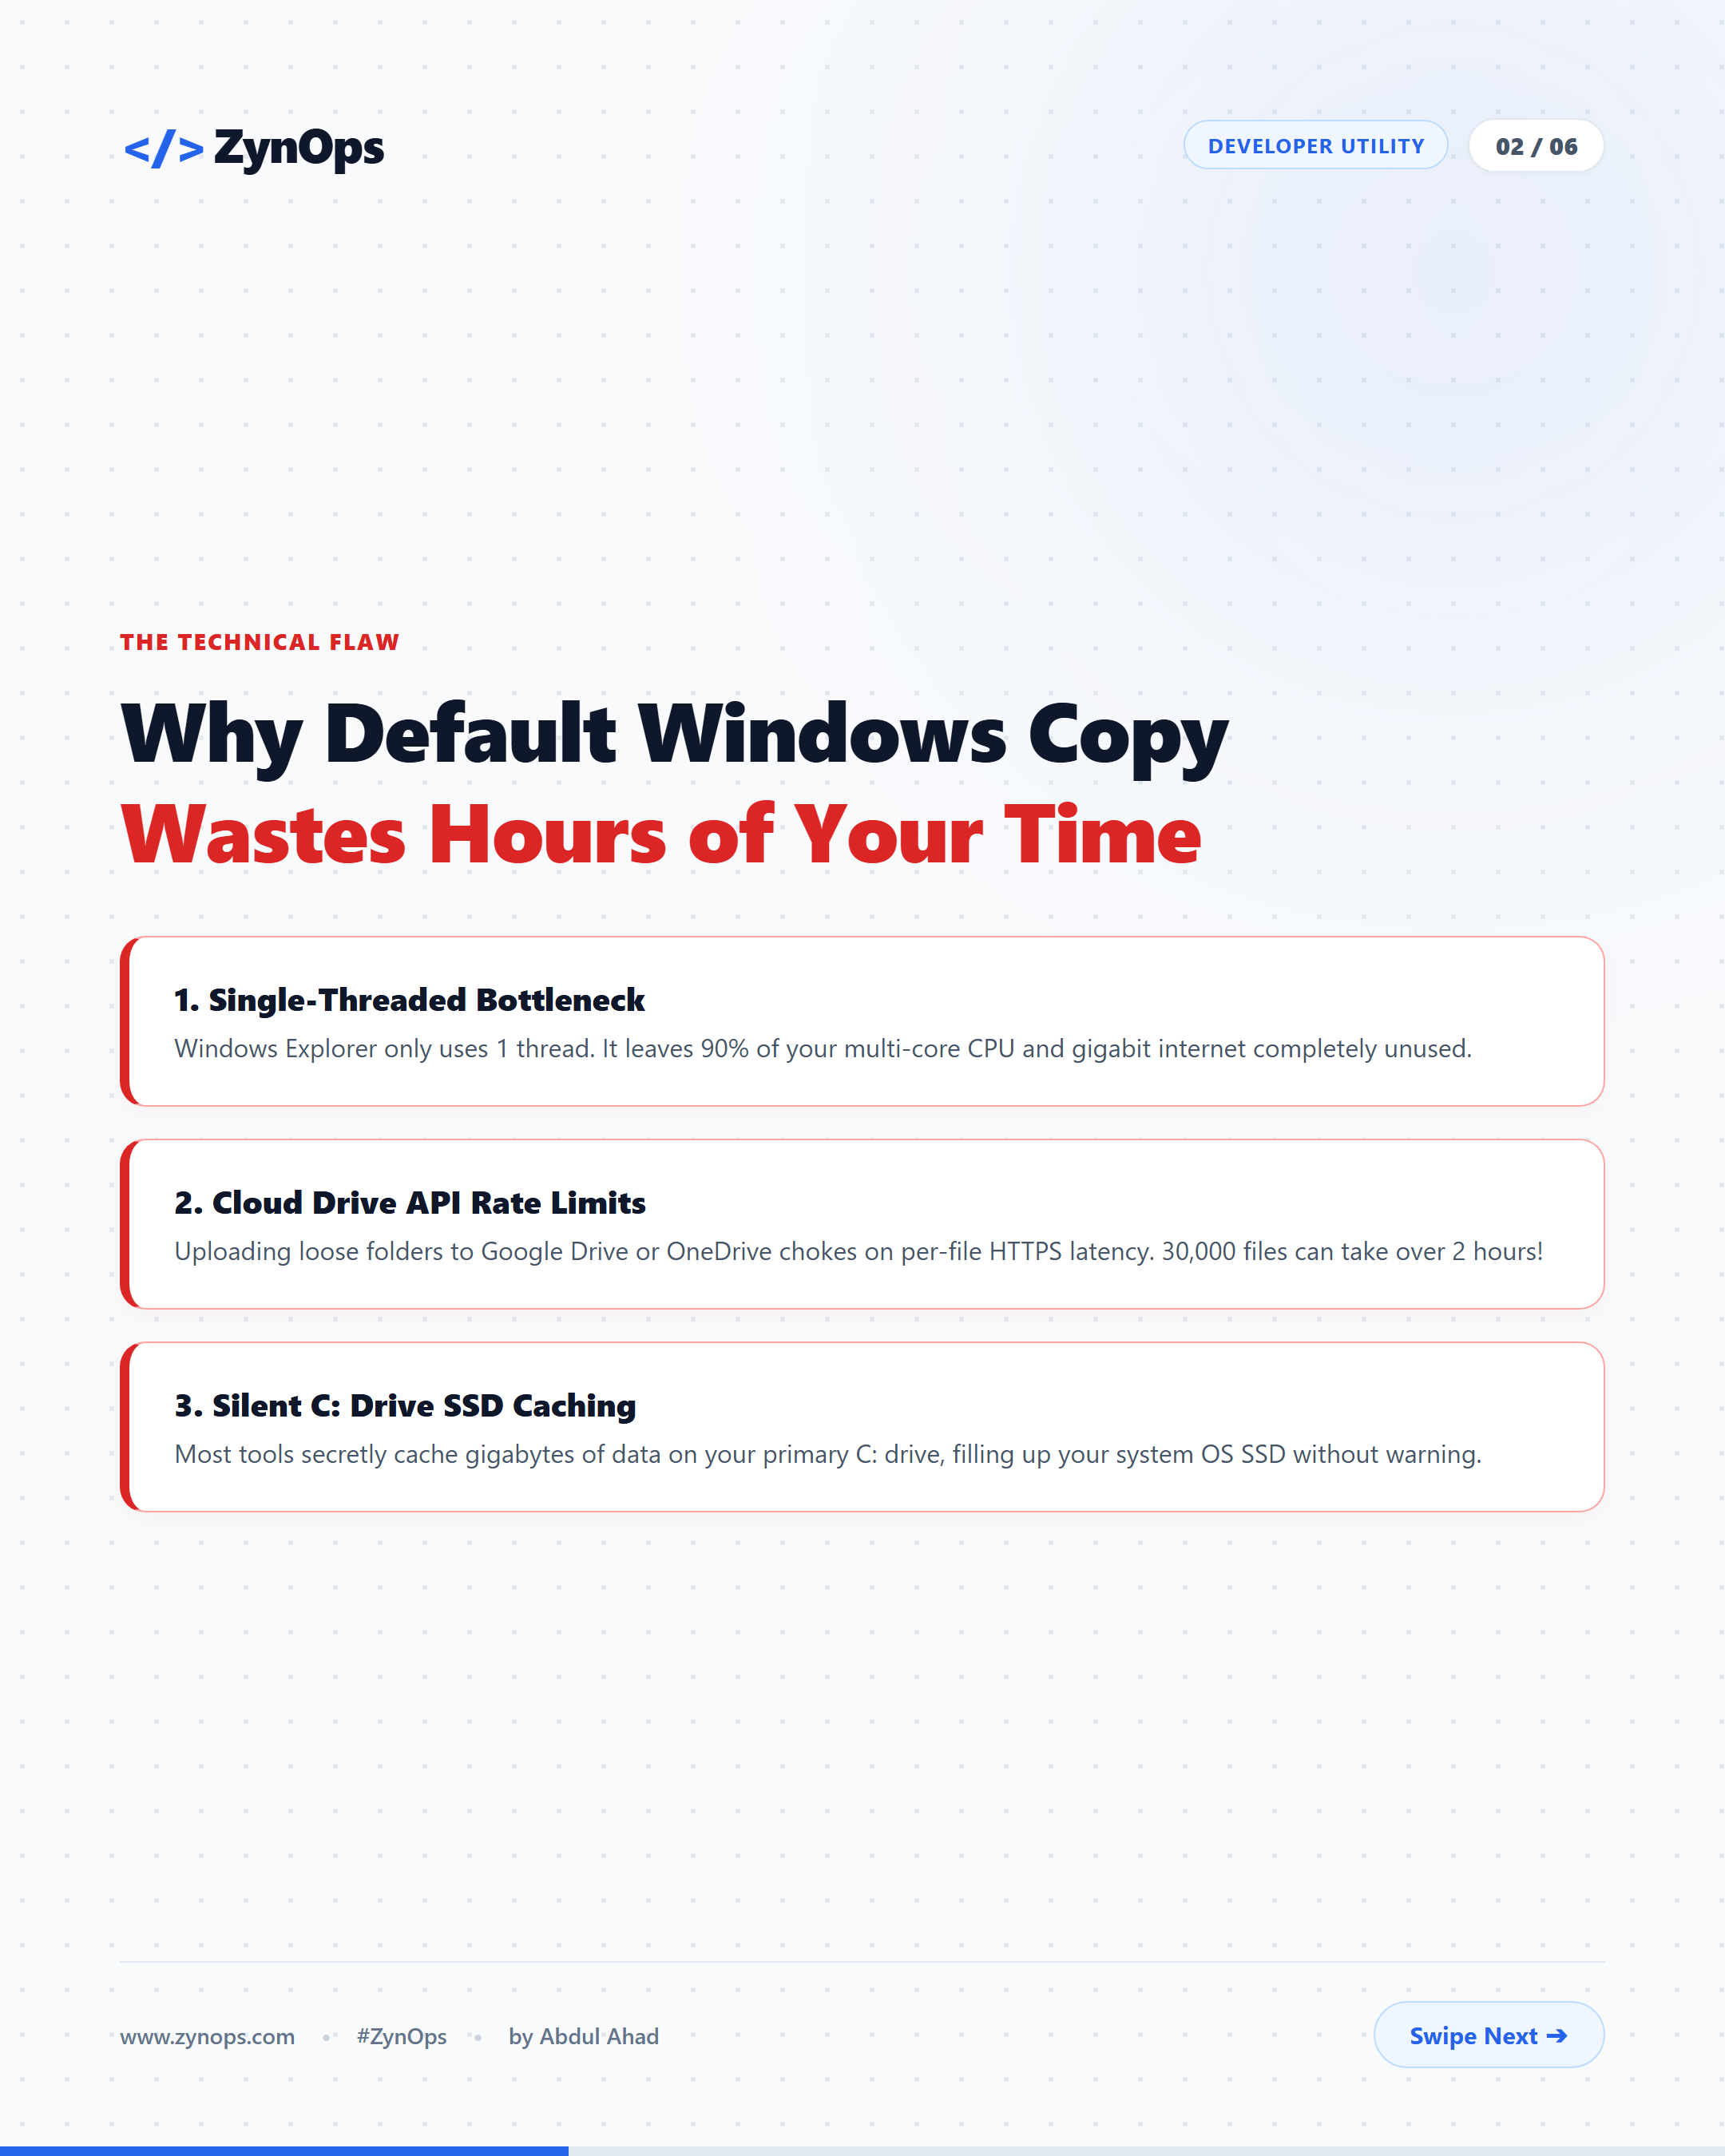 </> ZynOps
DEVELOPER UTILITY
02 / 06
THE TECHNICAL FLAW
Why Default Windows Copy
Wastes Hours of Your Time
1. Single-Threaded Bottleneck
Windows Explorer only uses 1 thread. It leaves 90% of your multi-core CPU and gigabit internet completely unused.
2. Cloud Drive API Rate Limits
Uploading loose folders to Google Drive or OneDrive chokes on per-file HTTPS latency. 30,000 files can take over 2 hours!
3. Silent C: Drive SSD Caching
Most tools secretly cache gigabytes of data on your primary C: drive, filling up your system OS SSD without warning.
www.zynops.com • #ZynOps • by Abdul Ahad
Swipe Next ➔